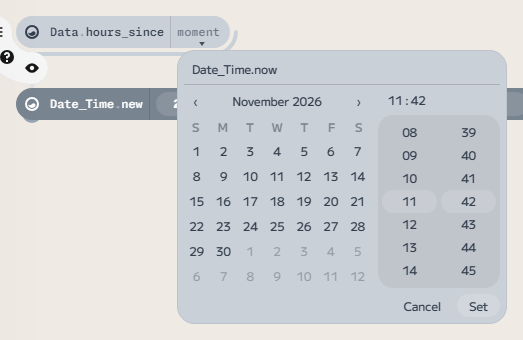 Data.hours_since moment
Date_Time.now
Date_Time.new 2
‹ November 2026 › 11:42
S M T W T F S
1 2 3 4 5 6 7
8 9 10 11 12 13 14
15 16 17 18 19 20 21
22 23 24 25 26 27 28
29 30 1 2 3 4 5
6 7 8 9 10 11 12
08 39
09 40
10 41
11 42
12 43
13 44
14 45
Cancel Set